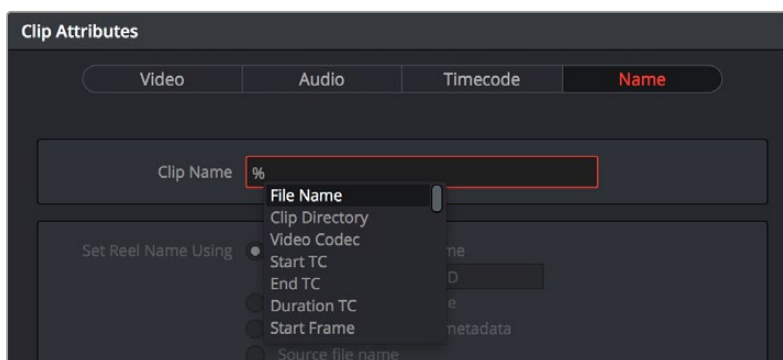 Clip Attributes
Video Audio Timecode Name
Clip Name %
File Name
Clip Directory
Video Codec
Set Reel Name Using
Start TC
End TC
D
Duration TC
Start Frame
metadata
Source file name